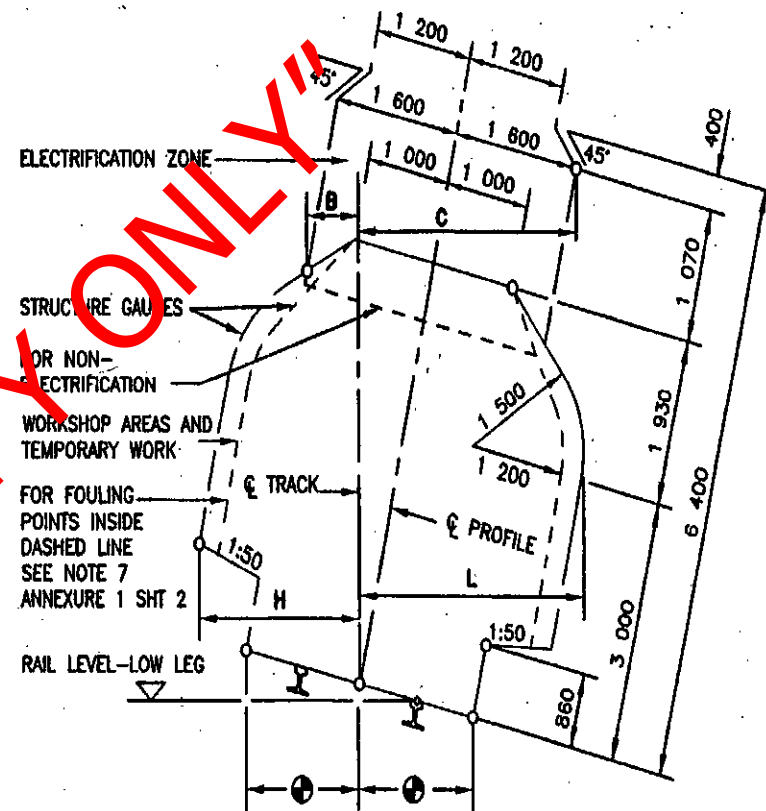 1 200
1 200
45°
1 600
1 600
45°
400
ELECTRIFICATION ZONE
1 000
1 000
B
C
1 070
STRUCTURE GAUGES
FOR NON-
ELECTRIFICATION
1 500
1 930
WORKSHOP AREAS AND
TEMPORARY WORK
1 200
6 400
℄ TRACK
FOR FOULING
POINTS INSIDE
DASHED LINE
SEE NOTE 7
ANNEXURE 1 SHT 2
℄ PROFILE
1:50
H
L
1:50
3 000
RAIL LEVEL-LOW LEG
860
Y ONLY"